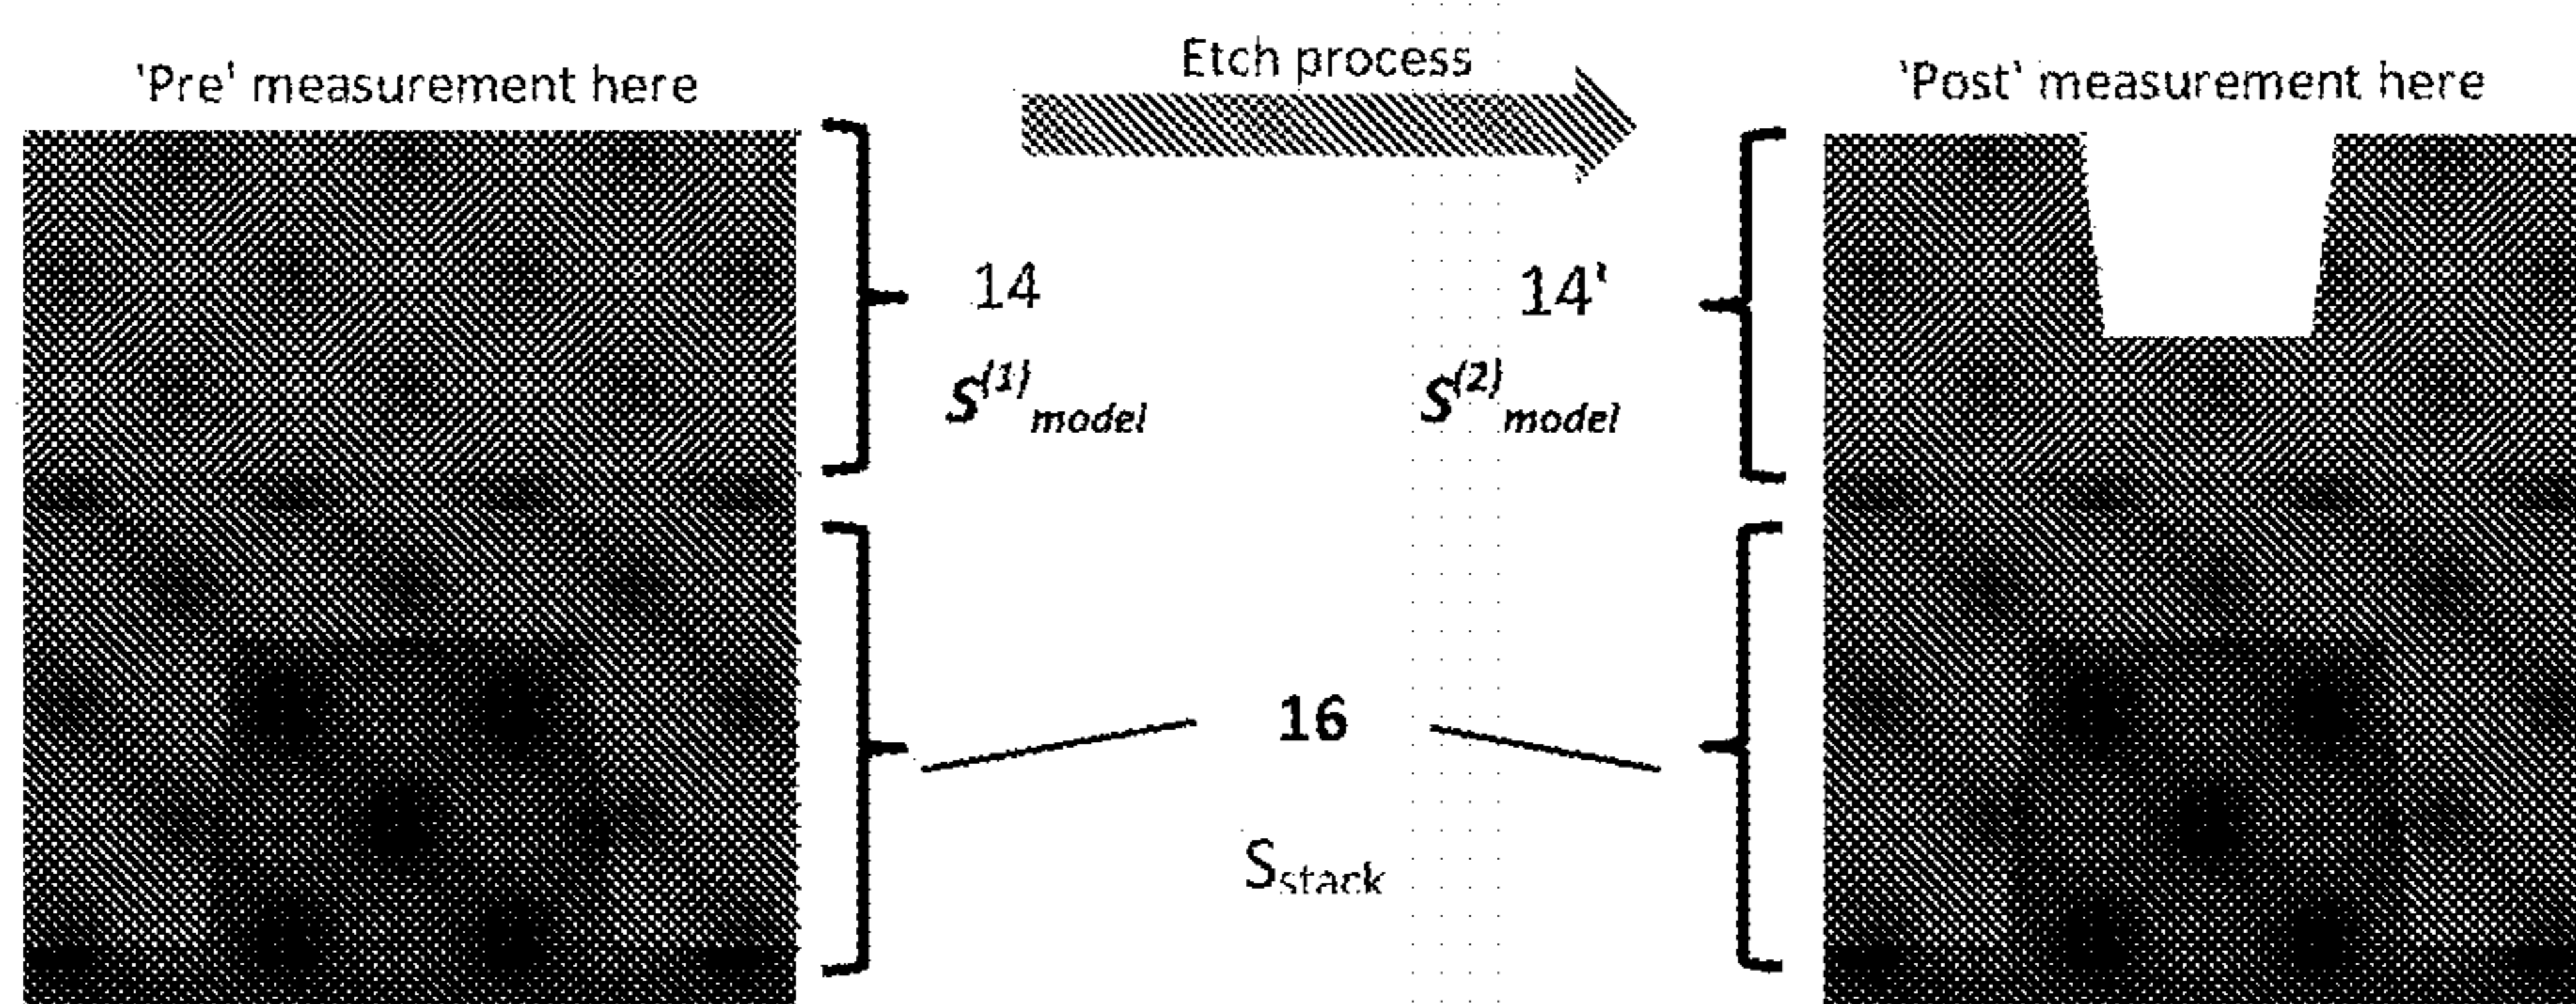 Etch process
'Pre' measurement here
'Post' measurement here
14
14'
S(1)model
S(2)model
16
Sstack